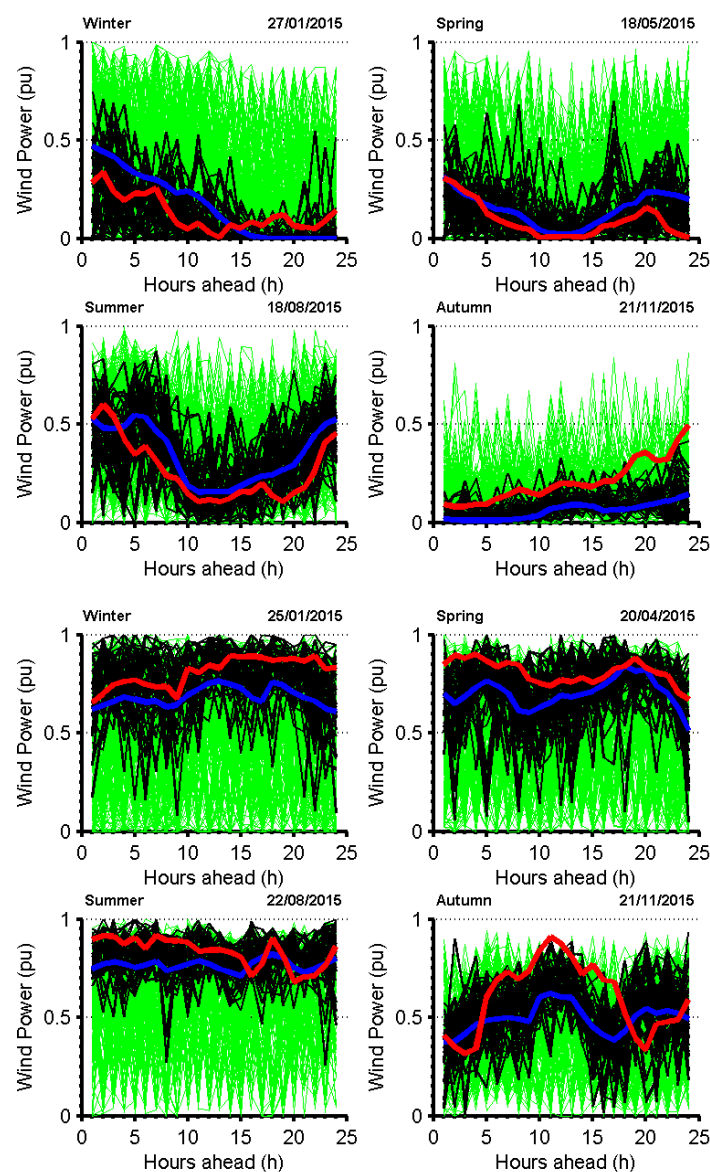 Winter 27/01/2015
Wind Power (pu)
1
0.5
0
0 5 10 15 20 25
Hours ahead (h)
Spring 18/05/2015
Wind Power (pu)
1
0.5
0
0 5 10 15 20 25
Hours ahead (h)
Summer 18/08/2015
Wind Power (pu)
1
0.5
0
0 5 10 15 20 25
Hours ahead (h)
Autumn 21/11/2015
Wind Power (pu)
1
0.5
0
0 5 10 15 20 25
Hours ahead (h)
Winter 25/01/2015
Wind Power (pu)
1
0.5
0
0 5 10 15 20 25
Hours ahead (h)
Spring 20/04/2015
Wind Power (pu)
1
0.5
0
0 5 10 15 20 25
Hours ahead (h)
Summer 22/08/2015
Wind Power (pu)
1
0.5
0
0 5 10 15 20 25
Hours ahead (h)
Autumn 21/11/2015
Wind Power (pu)
1
0.5
0
0 5 10 15 20 25
Hours ahead (h)